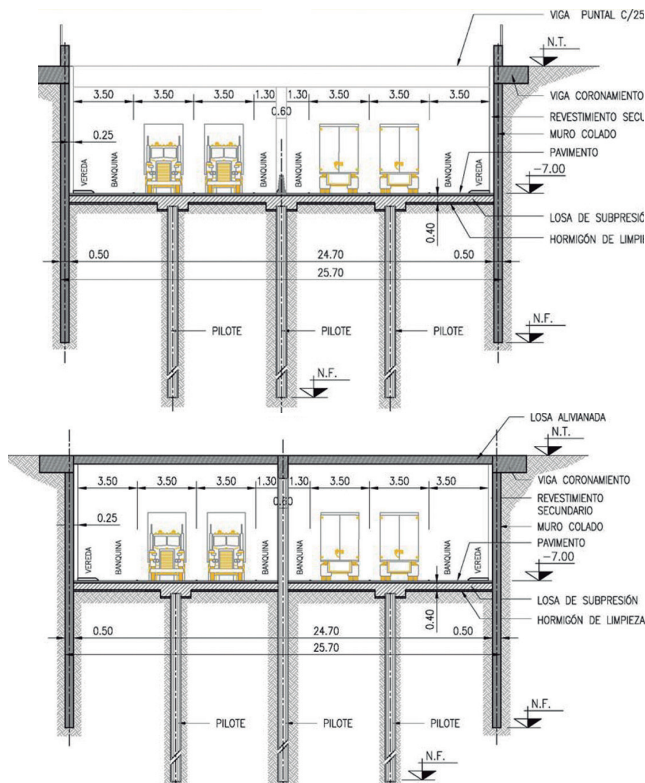 VIGA PUNTAL C/25
N.T.
VIGA CORONAMIENTO
3.50 3.50 3.50 1.30 1.30 3.50 3.50 3.50
0.60
REVESTIMIENTO SECU
MURO COLADO
0.25
PAVIMENTO
-7.00
VEREDA
BANQUINA
BANQUINA
BANQUINA
BANQUINA
VEREDA
LOSA DE SUBPRESIÓN
0.40
HORMIGÓN DE LIMPIE
0.50 24.70 0.50
25.70
N.F.
PILOTE PILOTE PILOTE
N.F.
LOSA ALIVIANADA
N.T.
VIGA CORONAMIENTO
3.50 3.50 3.50 1.30 1.30 3.50 3.50 3.50
0.60
REVESTIMIENTO
SECUNDARIO
0.25
MURO COLADO
PAVIMENTO
-7.00
VEREDA
BANQUINA
BANQUINA
BANQUINA
BANQUINA
VEREDA
LOSA DE SUBPRESIÓN
0.40
HORMIGÓN DE LIMPIEZA
0.50 24.70 0.50
25.70
N.F.
PILOTE PILOTE PILOTE
N.F.